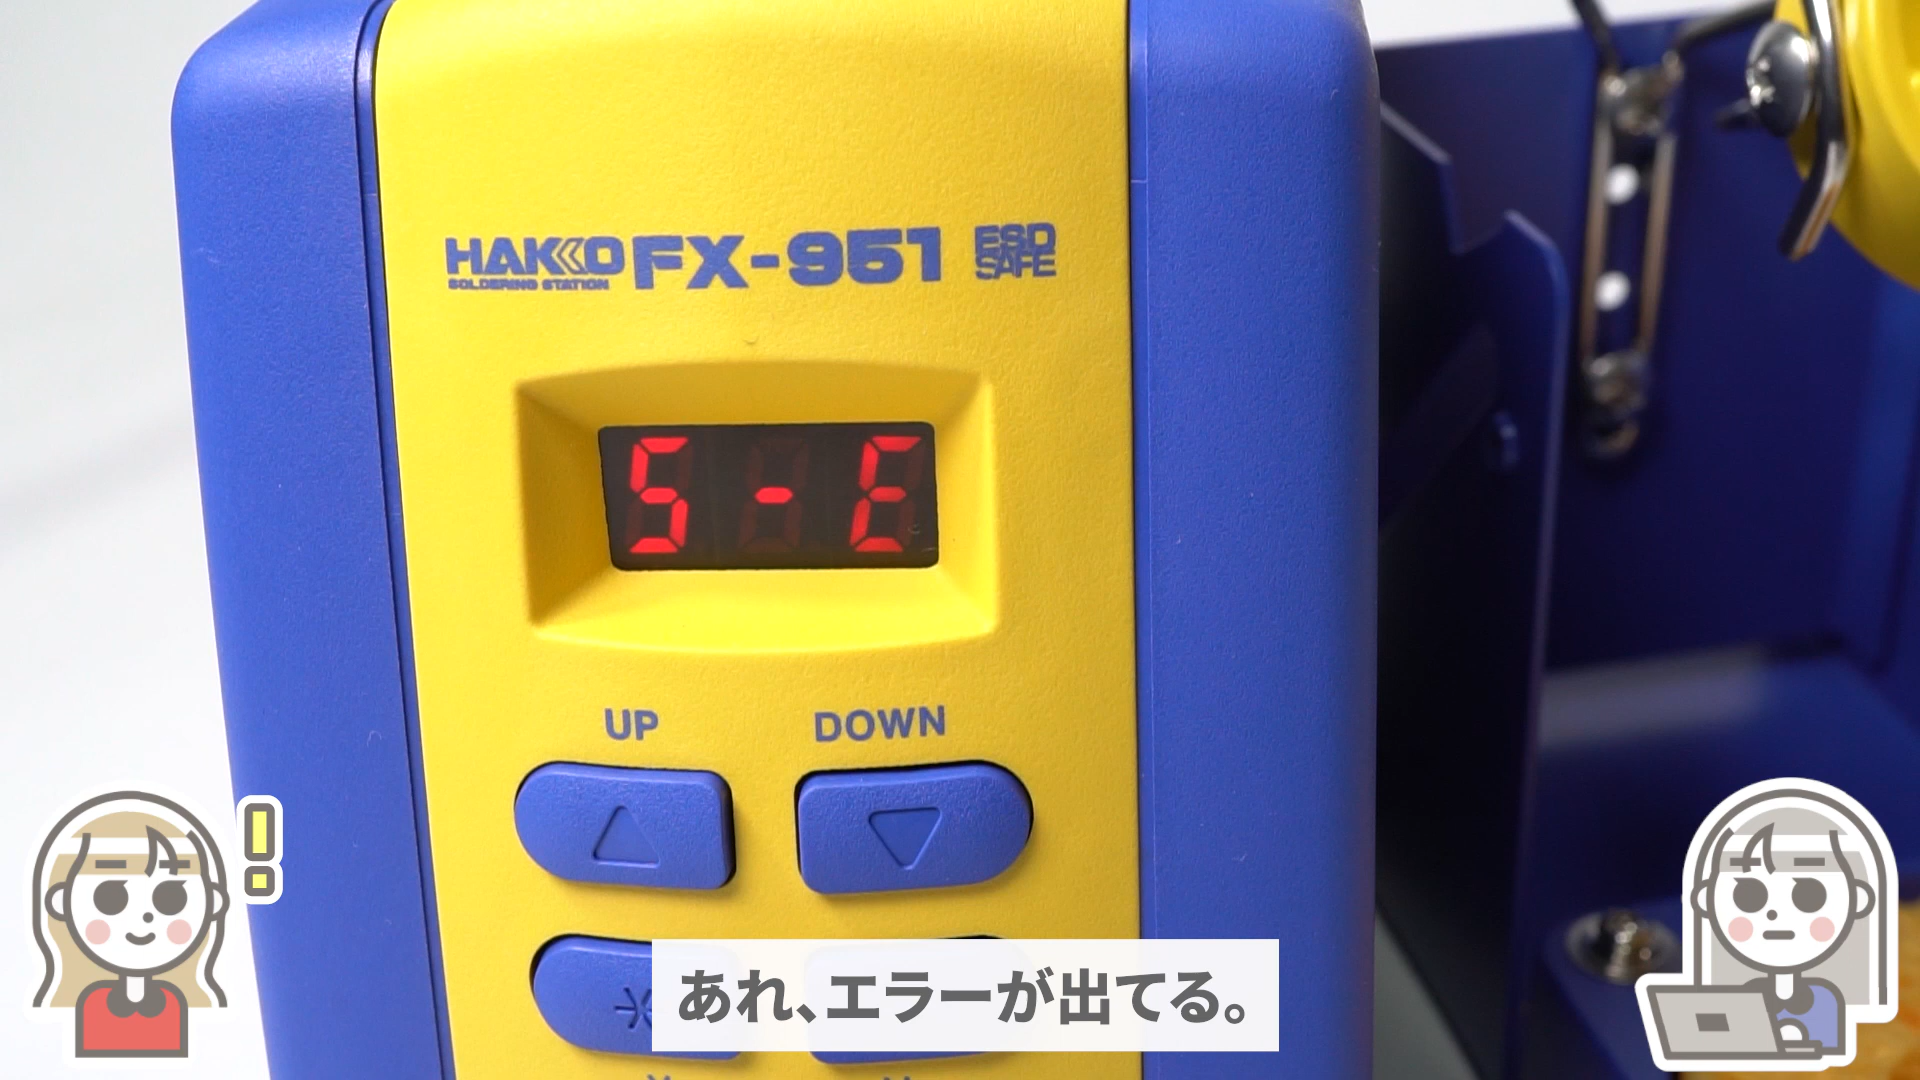 HAKKO FX-951 ESD SAFE
SOLDERING STATION
S-E
UP DOWN
あれ、エラーが出てる。